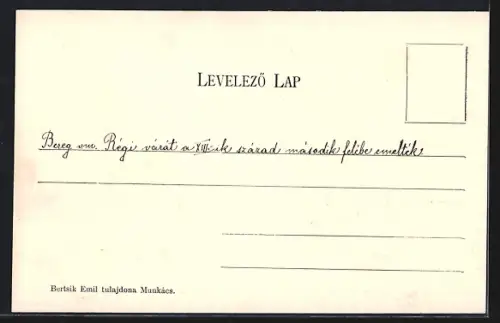 LEVELEZŐ LAP
Bereg vm. Régi várát a XIII-ik század második felébe emelték
Bertsik Emil tulajdona Munkács.